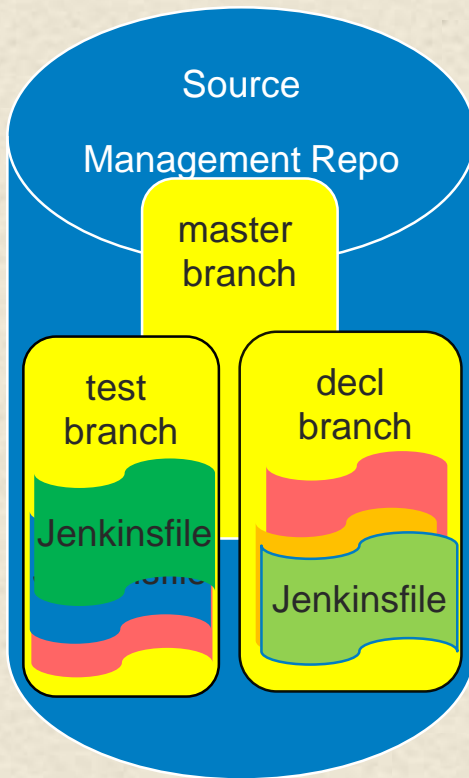 Source
Management Repo
master
branch
test
branch
decl
branch
Jenkinsfile
Jenkinsfile